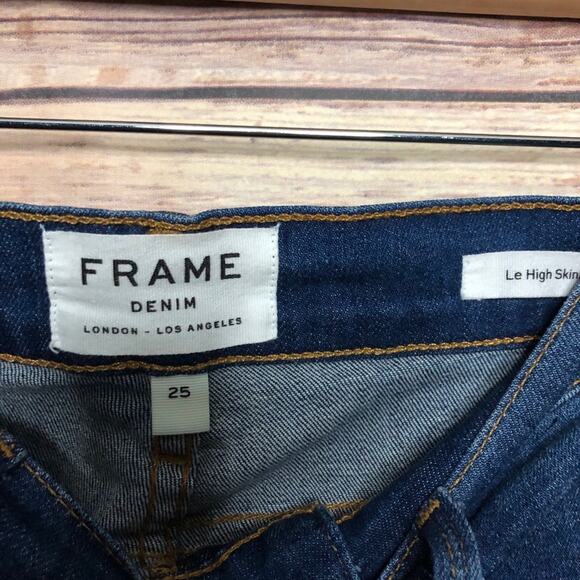 FRAME
DENIM
LONDON - LOS ANGELES
Le High Skin
25